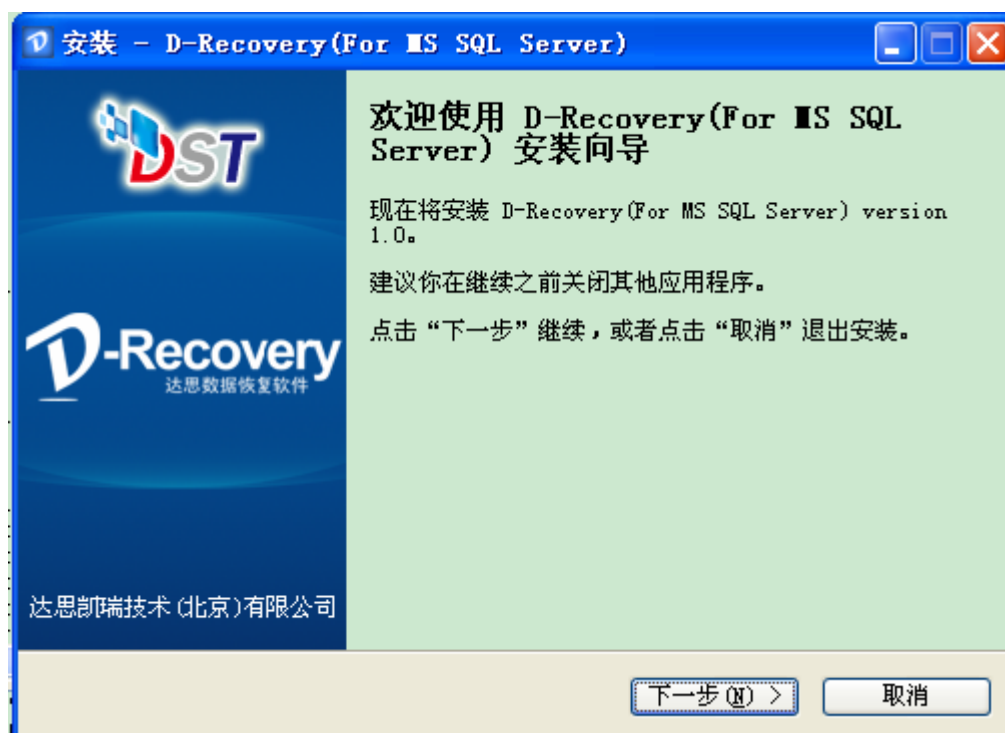 安装 - D-Recovery(For MS SQL Server)
DST
欢迎使用 D-Recovery(For MS SQL
Server) 安装向导
现在将安装 D-Recovery(For MS SQL Server) version
1.0。
建议你在继续之前关闭其他应用程序。
点击“下一步”继续，或者点击“取消”退出安装。
D-Recovery
达思数据恢复软件
达思凯瑞技术(北京)有限公司
下一步(N) >
取消